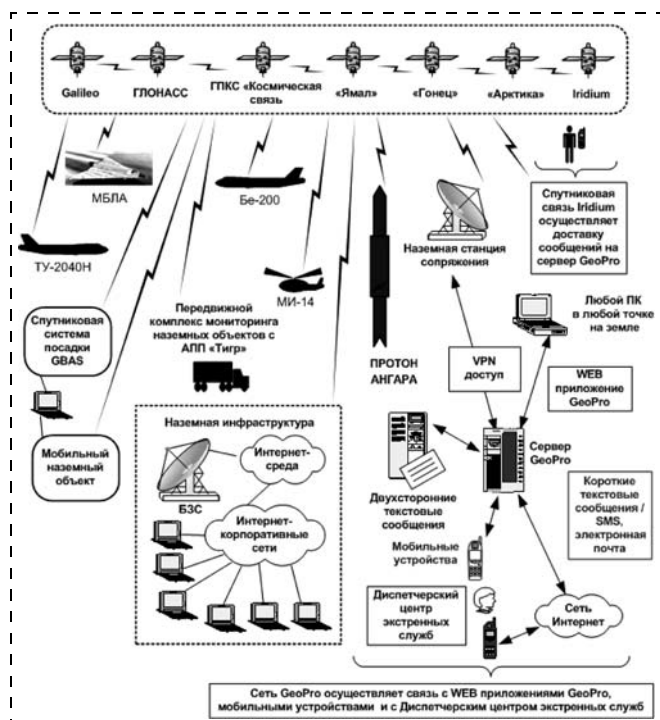 Galileo
ГЛОНАСС
ГПКС «Космическая
связь
«Ямал»
«Гонец»
«Арктика»
Iridium
МБЛА
Бе-200
ТУ-2040Н
МИ-14
Наземная станция
сопряжения
Спутниковая
связь Iridium
осуществляет
доставку
сообщений на
сервер GeoPro
Спутниковая
система
посадки
GBAS
Передвижной
комплекс мониторинга
наземных объектов с
АПП «Тигр»
ПРОТОН
АНГАРА
VPN
доступ
Любой ПК
в любой точке
на земле
WEB
приложение
GeoPro
Мобильный
наземный
объект
Наземная инфраструктура
Интернет-
среда
БЗС
Интернет-
корпоративные
сети
Двухсторонние
текстовые
сообщения
Сервер
GeoPro
Короткие
текстовые
сообщения /
SMS,
электронная
почта
Мобильные
устройства
Диспетчерский
центр
экстренных
служб
Сеть
Интернет
Сеть GeoPro осуществляет связь с WEB приложениями GeoPro,
мобильными устройствами и с Диспетчерским центром экстренных служб